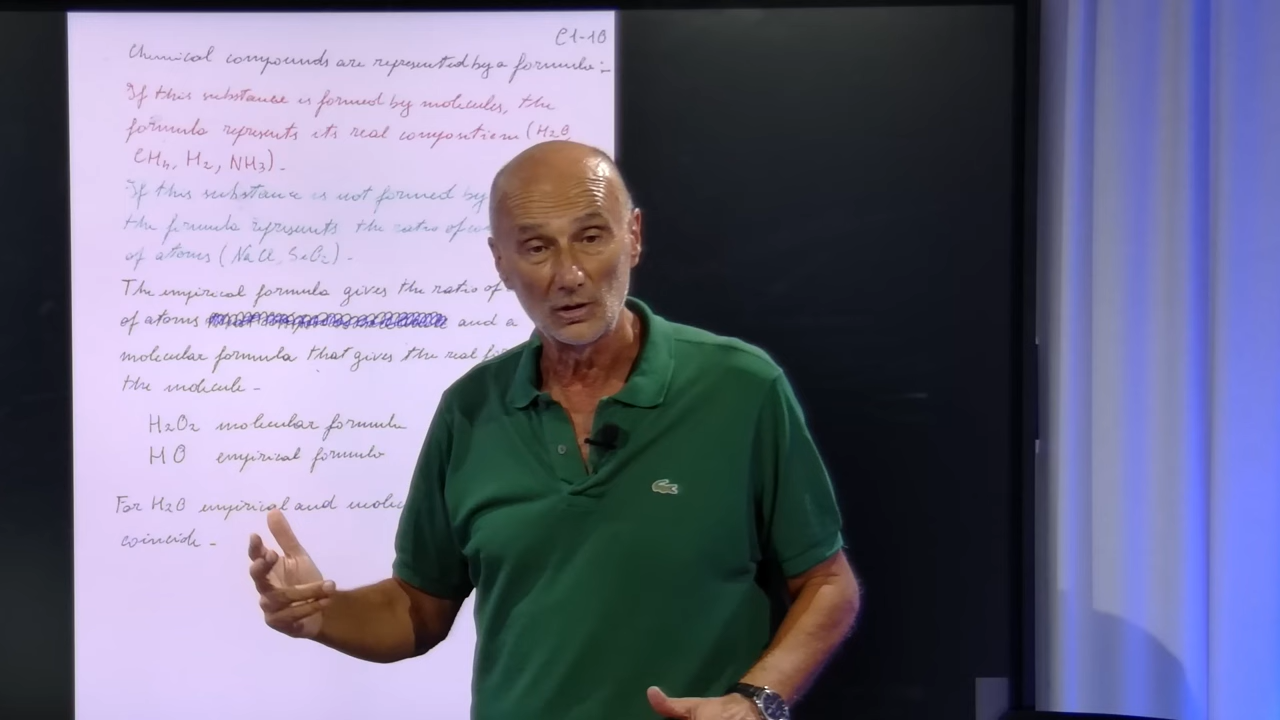 C1-10
Chemical compounds are represented by a formula:-
If this substance is formed by molecules, the
formula represents its real composition (H2O,
CH4, H2, NH3).-
If this substance is not formed by
the formula represents the ratio of
of atoms (NaCl, SiO2).-
The empirical formula gives the ratio of
of atoms and a
molecular formula that gives the real
the molecule.-
H2O2 molecular formula
HO empirical formula
For H2O empirical and
coincide.-